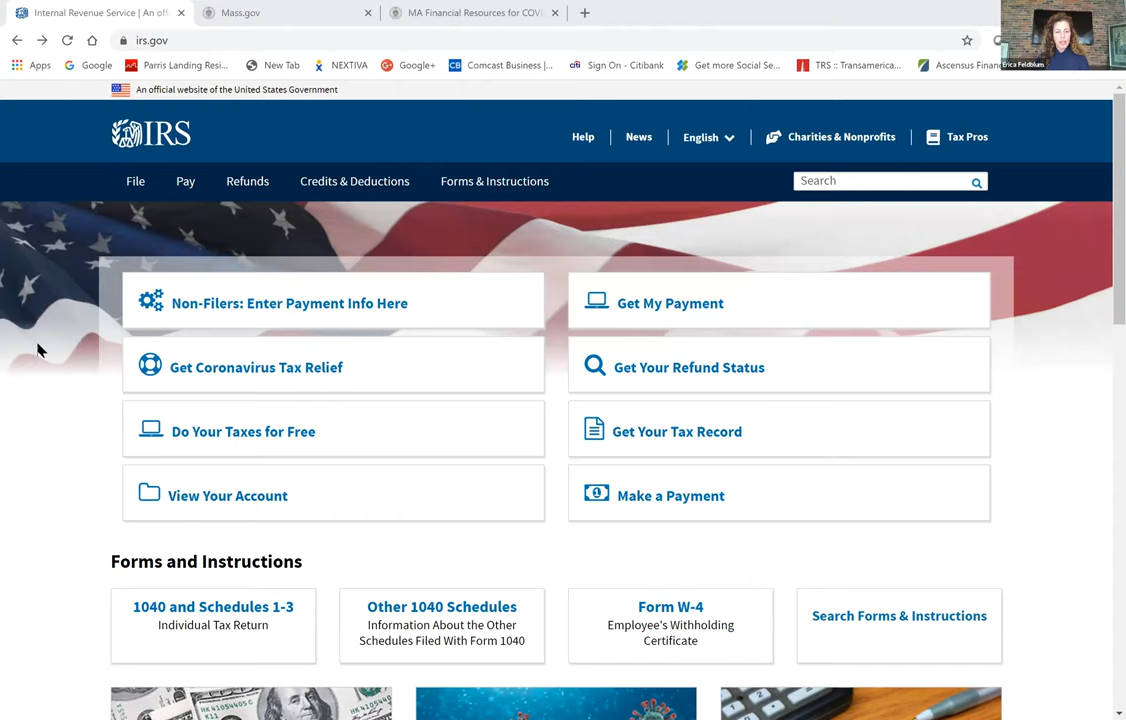 Internal Revenue Service | An off
Mass.gov
MA Financial Resources for COVI
irs.gov
Apps
Google
Parris Landing Resi...
New Tab
NEXTIVA
Google+
CB
Comcast Business |...
citi
Sign On - Citibank
Get more Social Se...
TRS :: Transamerica...
Ascensus Finan
Erica Feldblum
An official website of the United States Government
IRS
Help
News
English
Charities & Nonprofits
Tax Pros
File
Pay
Refunds
Credits & Deductions
Forms & Instructions
Search
Non-Filers: Enter Payment Info Here
Get My Payment
Get Coronavirus Tax Relief
Get Your Refund Status
Do Your Taxes for Free
Get Your Tax Record
View Your Account
Make a Payment
Forms and Instructions
1040 and Schedules 1-3
Individual Tax Return
Other 1040 Schedules
Information About the Other
Schedules Filed With Form 1040
Form W-4
Employee's Withholding
Certificate
Search Forms & Instructions